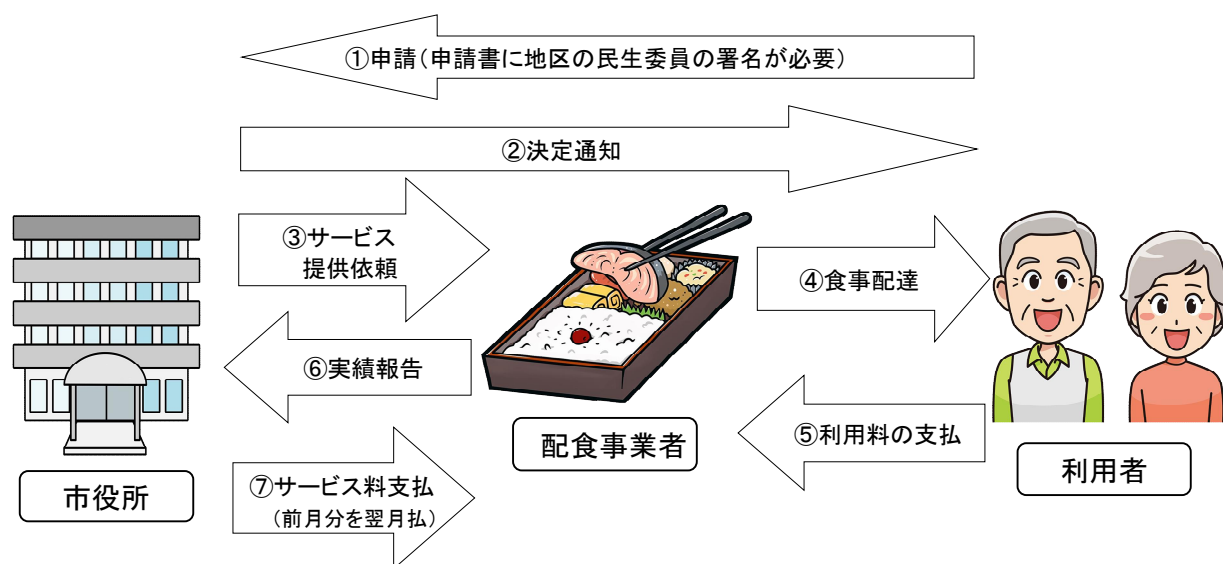 ①申請(申請書に地区の民生委員の署名が必要)
②決定通知
③サービス
提供依頼
④食事配達
⑥実績報告
⑤利用料の支払
配食事業者
利用者
市役所
⑦サービス料支払
(前月分を翌月払)